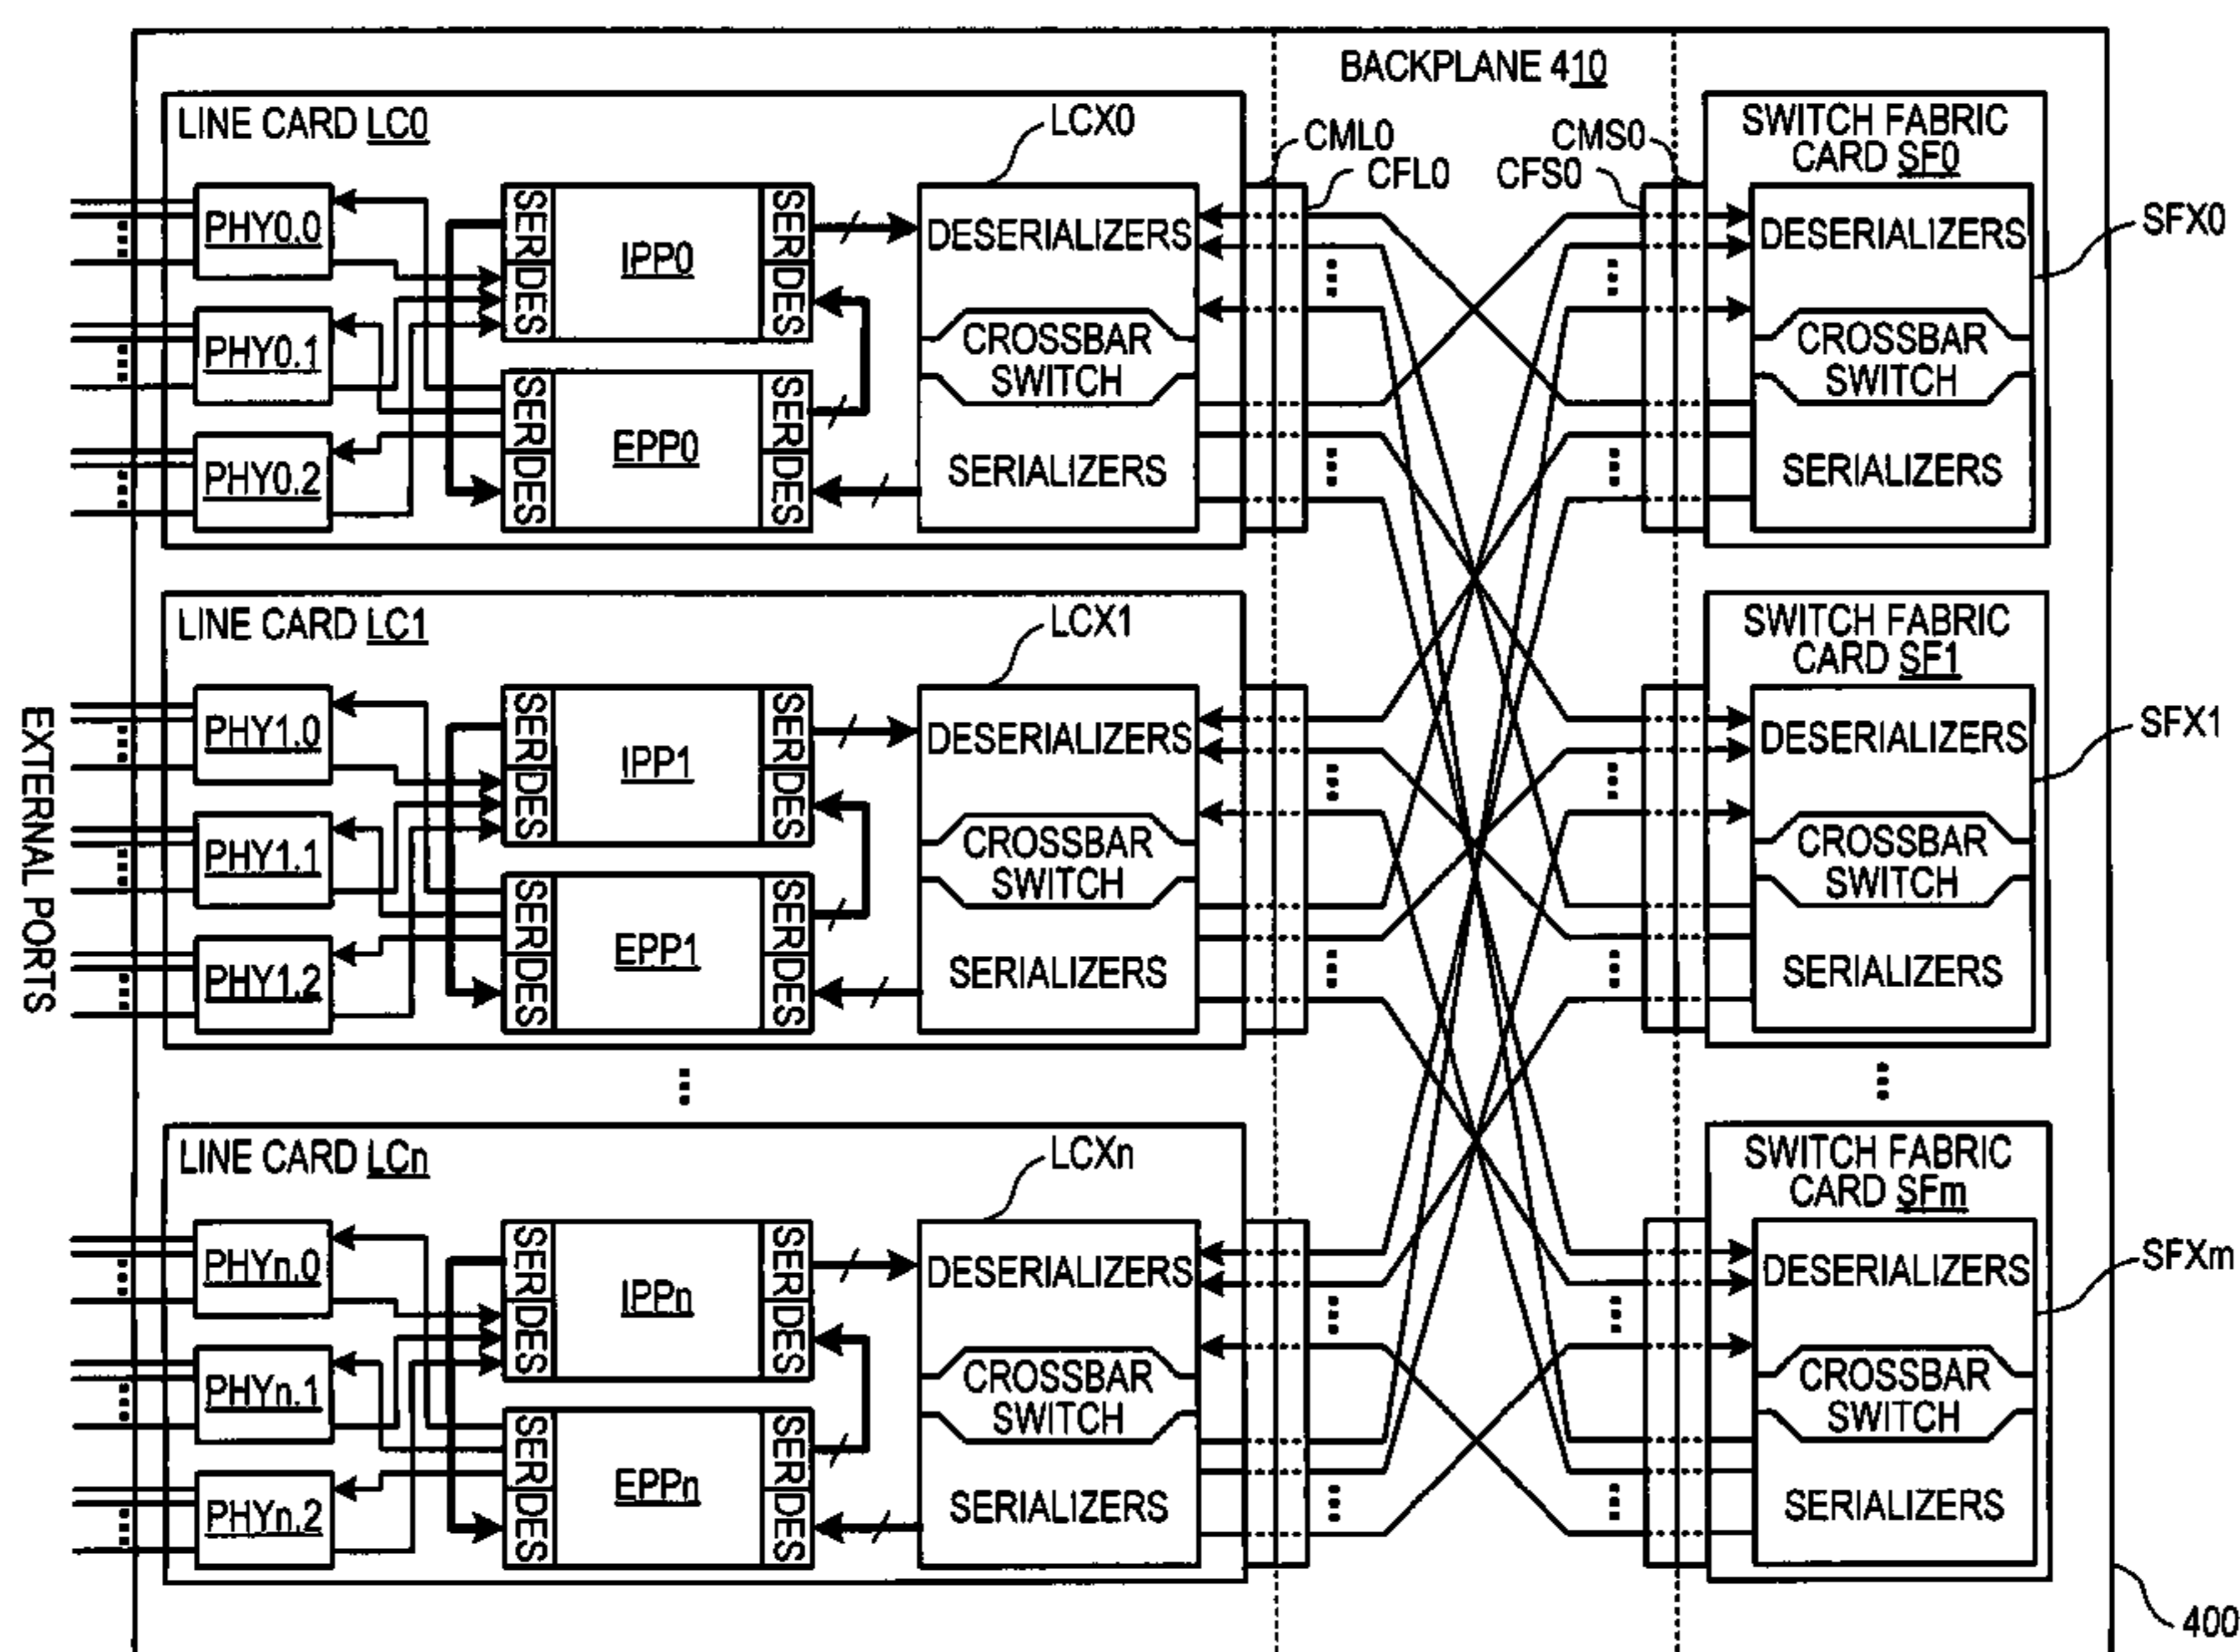 BACKPLANE 410
LINE CARD LC0
LCX0
CML0
CFL0
CMS0
CFS0
SWITCH FABRIC
CARD SF0
SFX0
PHY0.0
PHY0.1
PHY0.2
SER
DES
IPP0
SER
DES
SER
DES
EPP0
SER
DES
DESERIALIZERS
CROSSBAR
SWITCH
SERIALIZERS
DESERIALIZERS
CROSSBAR
SWITCH
SERIALIZERS
EXTERNAL PORTS
LINE CARD LC1
LCX1
SWITCH FABRIC
CARD SF1
SFX1
PHY1.0
PHY1.1
PHY1.2
SER
DES
IPP1
SER
DES
SER
DES
EPP1
SER
DES
DESERIALIZERS
CROSSBAR
SWITCH
SERIALIZERS
DESERIALIZERS
CROSSBAR
SWITCH
SERIALIZERS
LINE CARD LCn
LCXn
SWITCH FABRIC
CARD SFm
SFXm
PHYn.0
PHYn.1
PHYn.2
SER
DES
IPPn
SER
DES
SER
DES
EPPn
SER
DES
DESERIALIZERS
CROSSBAR
SWITCH
SERIALIZERS
DESERIALIZERS
CROSSBAR
SWITCH
SERIALIZERS
400